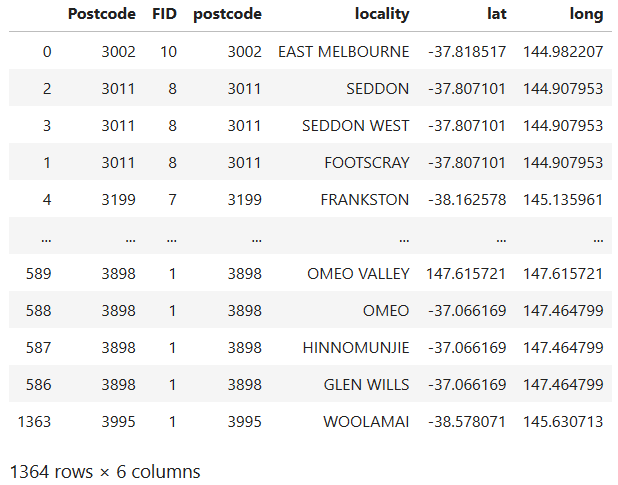 Postcode FID postcode locality lat long
0 3002 10 3002 EAST MELBOURNE -37.818517 144.982207
2 3011 8 3011 SEDDON -37.807101 144.907953
3 3011 8 3011 SEDDON WEST -37.807101 144.907953
1 3011 8 3011 FOOTSCRAY -37.807101 144.907953
4 3199 7 3199 FRANKSTON -38.162578 145.135961
... ... ... ... ... ... ...
589 3898 1 3898 OMEO VALLEY 147.615721 147.615721
588 3898 1 3898 OMEO -37.066169 147.464799
587 3898 1 3898 HINNOMUNJIE -37.066169 147.464799
586 3898 1 3898 GLEN WILLS -37.066169 147.464799
1363 3995 1 3995 WOOLAMAI -38.578071 145.630713
1364 rows × 6 columns